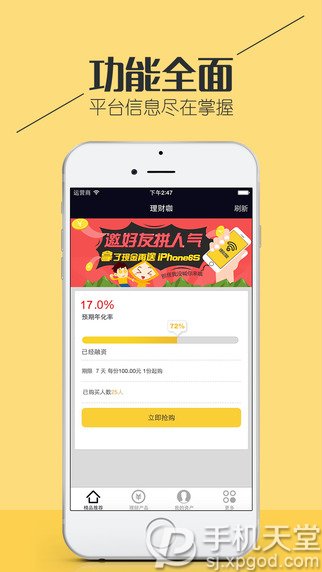 功能全面
平台信息尽在掌握
运营商
下午2:47
理财咖
刷新
邀好友拼人气
拿了现金再送 iPhone6S
17.0%
预期年化率
72%
已经融资
期限 7 天 每份100.00元 1份起购
已购买人数25人
立即抢购
精品推荐
理财产品
我的资产
更多
手机天堂
sj.xpgod.com